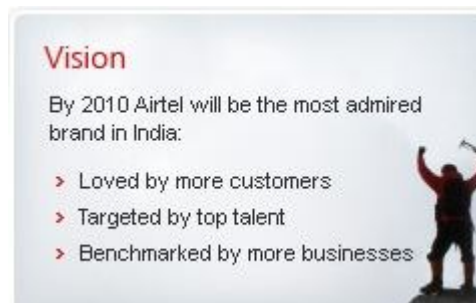 Vision
By 2010 Airtel will be the most admired
brand in India:
> Loved by more customers
> Targeted by top talent
> Benchmarked by more businesses